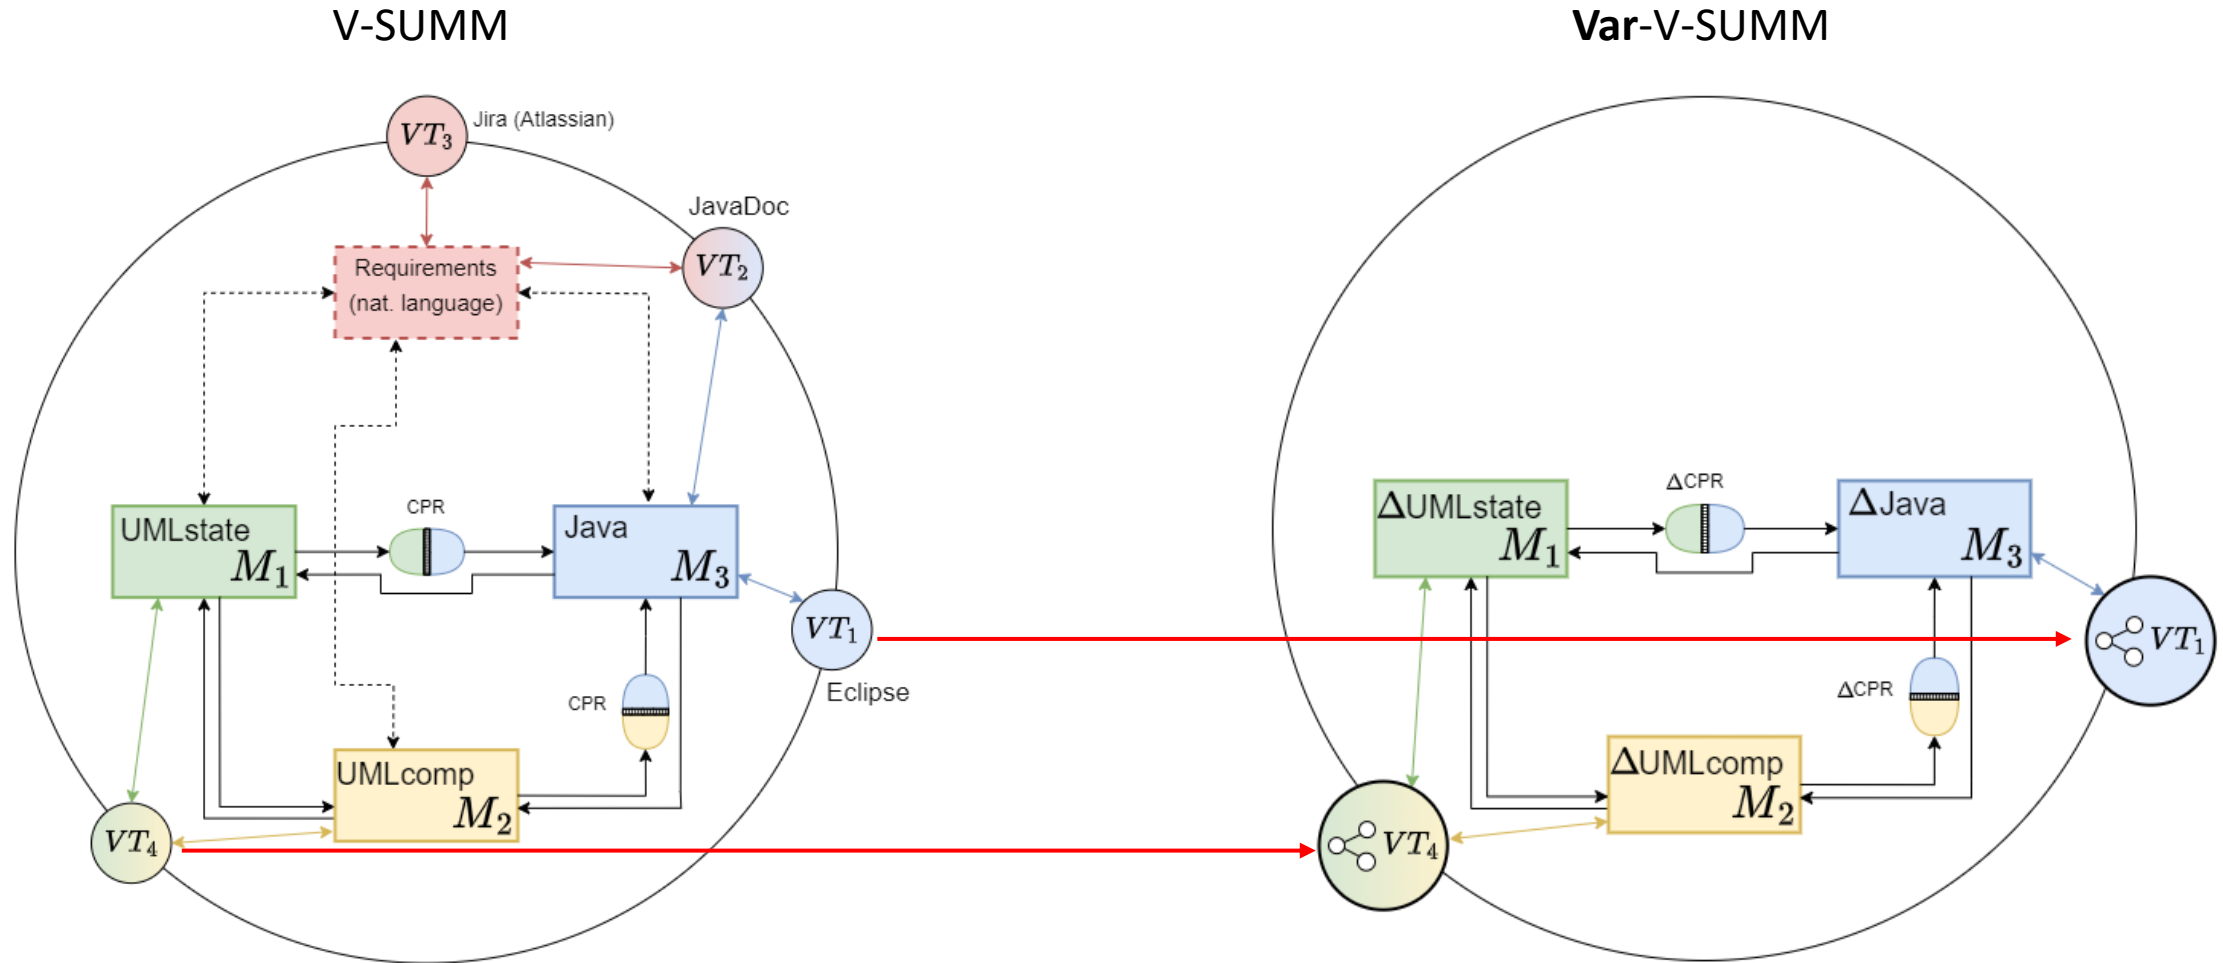 V-SUMM
Var-V-SUMM
VT₃
Jira (Atlassian)
JavaDoc
VT₂
Requirements
(nat. language)
UMLstate
M₁
CPR
Java
M₃
VT₁
Eclipse
CPR
UMLcomp
M₂
VT₄
ΔUMLstate
M₁
ΔCPR
ΔJava
M₃
VT₁
ΔCPR
ΔUMLcomp
M₂
VT₄